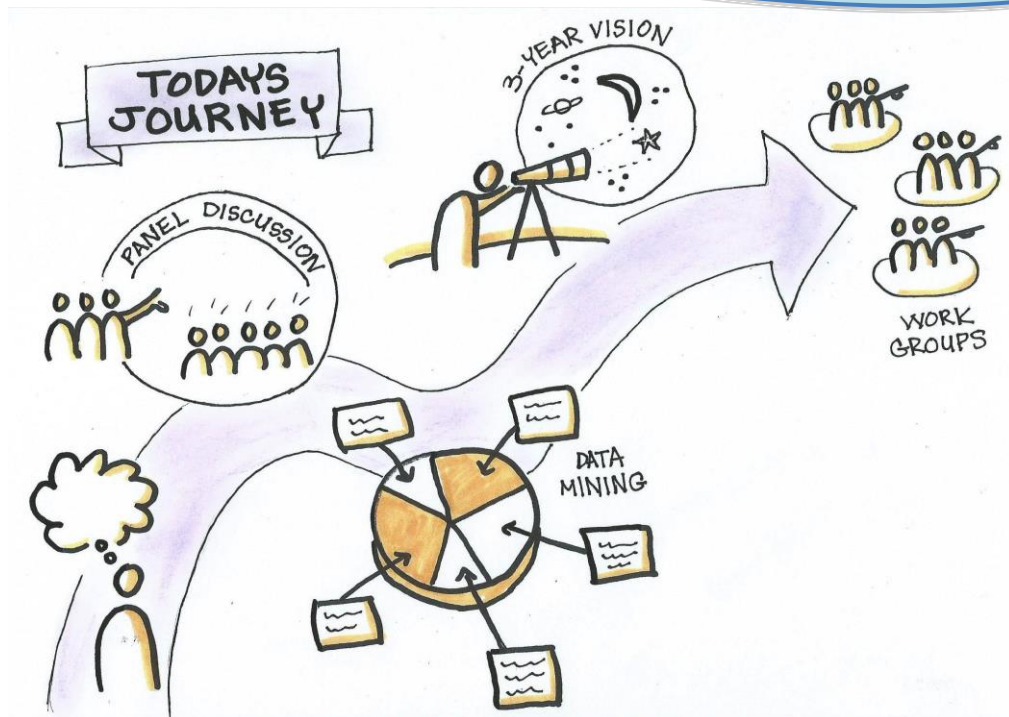 TODAYS
JOURNEY
3-YEAR VISION
PANEL DISCUSSION
DATA
MINING
WORK
GROUPS